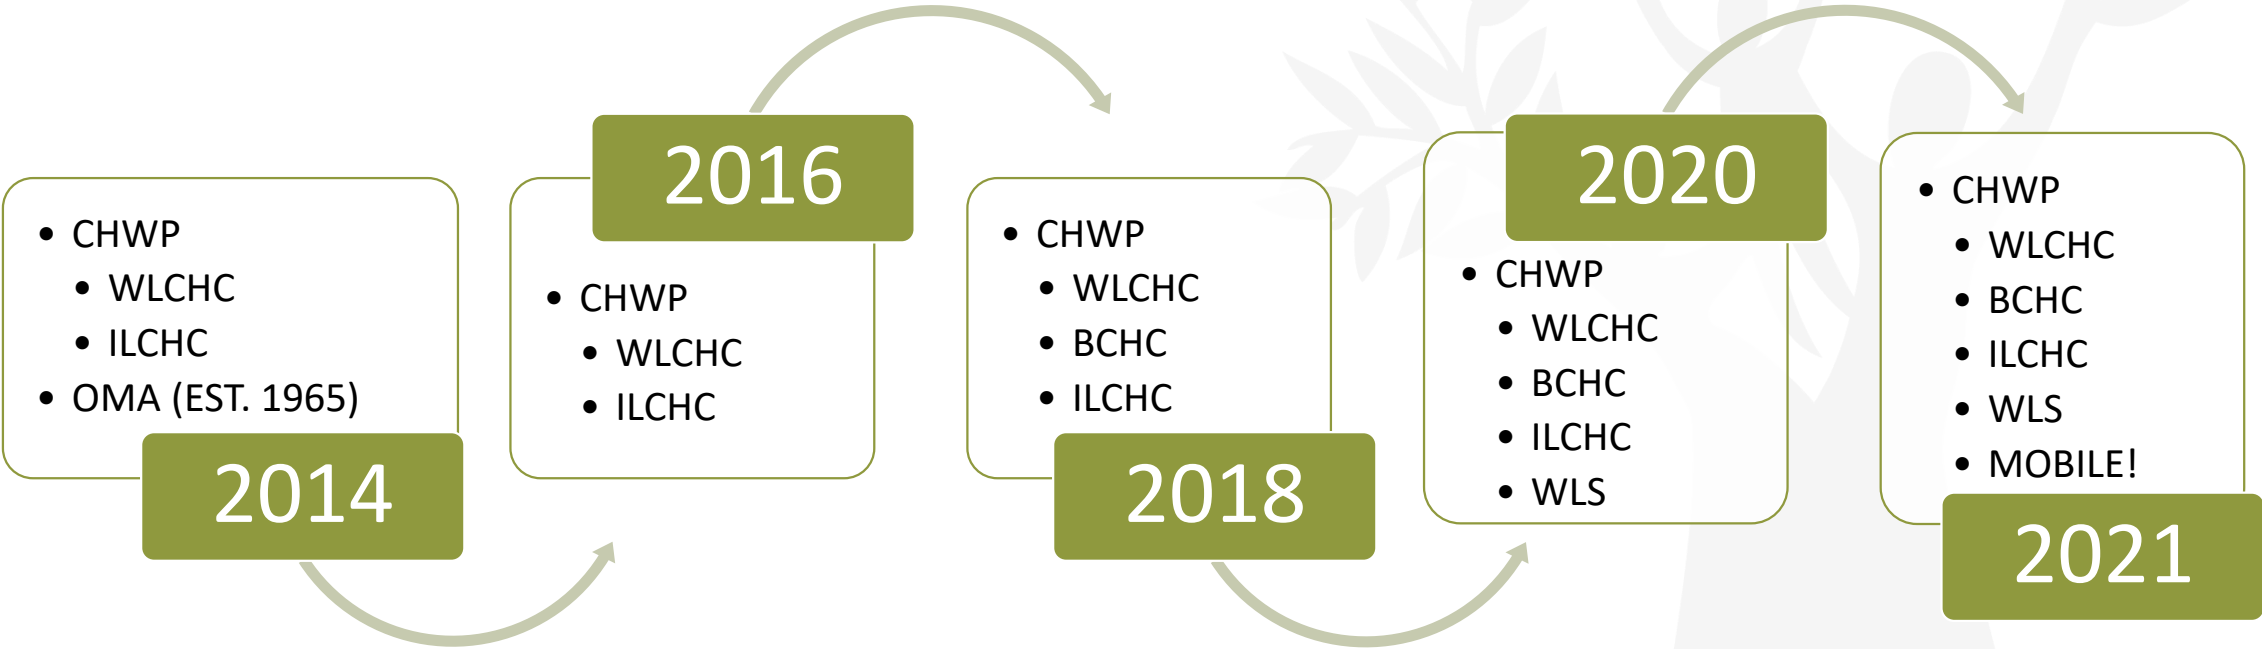 • CHWP
• WLCHC
• ILCHC
• OMA (EST. 1965)
2014
2016
• CHWP
• WLCHC
• ILCHC
• CHWP
• WLCHC
• BCHC
• ILCHC
2018
2020
• CHWP
• WLCHC
• BCHC
• ILCHC
• WLS
• CHWP
• WLCHC
• BCHC
• ILCHC
• WLS
• MOBILE!
2021